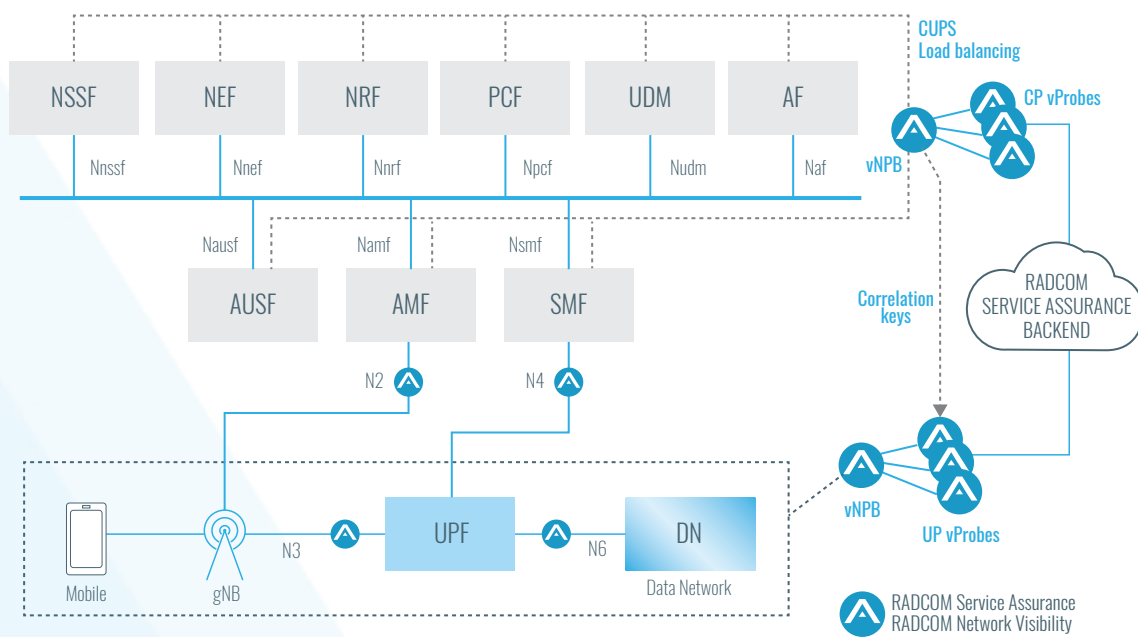 CUPS
Load balancing
NSSF
NEF
NRF
PCF
UDM
AF
CP vProbes
vNPB
Nnssf
Nnef
Nnrf
Npcf
Nudm
Naf
Nausf
Namf
Nsmf
AUSF
AMF
SMF
Correlation
keys
RADCOM
SERVICE ASSURANCE
BACKEND
N2
N4
vNPB
UP vProbes
UPF
DN
N3
N6
Mobile
gNB
Data Network
RADCOM Service Assurance
RADCOM Network Visibility